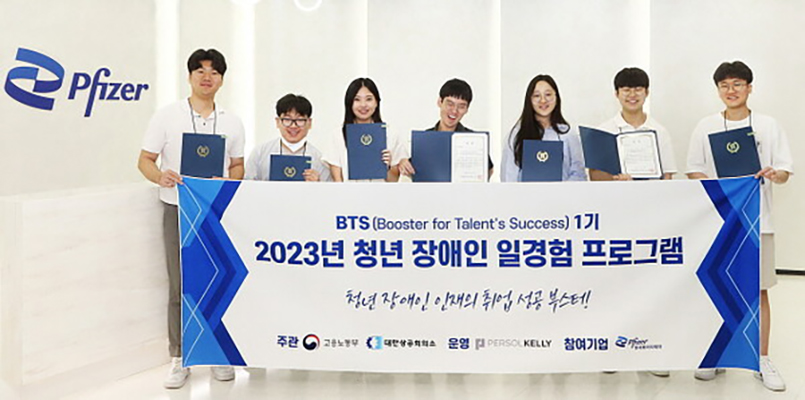 Pfizer
BTS (Booster for Talent's Success) 1기
2023년 청년 장애인 일경험 프로그램
청년 장애인 인재의 취업 성공 부스터!
주관 고용노동부 대한상공회의소 운영 PERSOLKELLY 참여기업 Pfizer